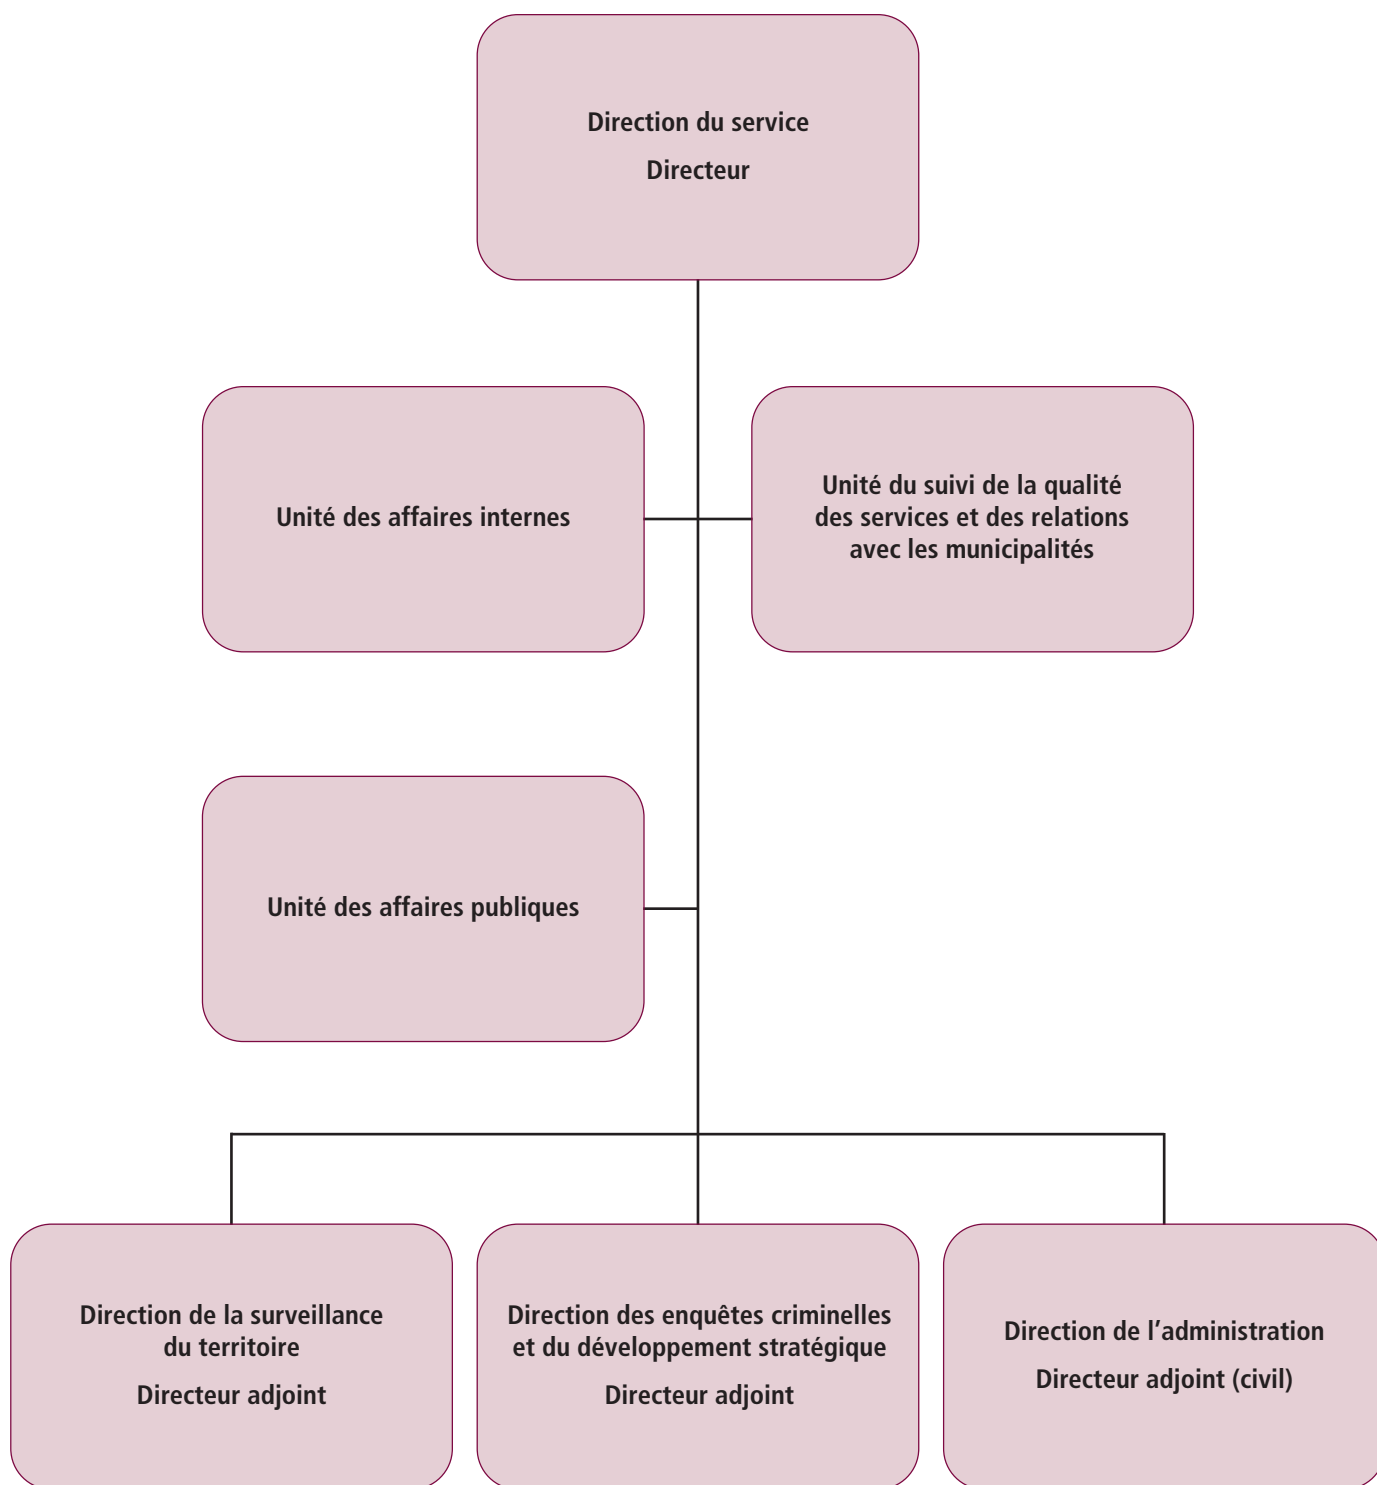 Direction du service
Directeur
Unité des affaires internes
Unité du suivi de la qualité
des services et des relations
avec les municipalités
Unité des affaires publiques
Direction de la surveillance
du territoire
Directeur adjoint
Direction des enquêtes criminelles
et du développement stratégique
Directeur adjoint
Direction de l’administration
Directeur adjoint (civil)